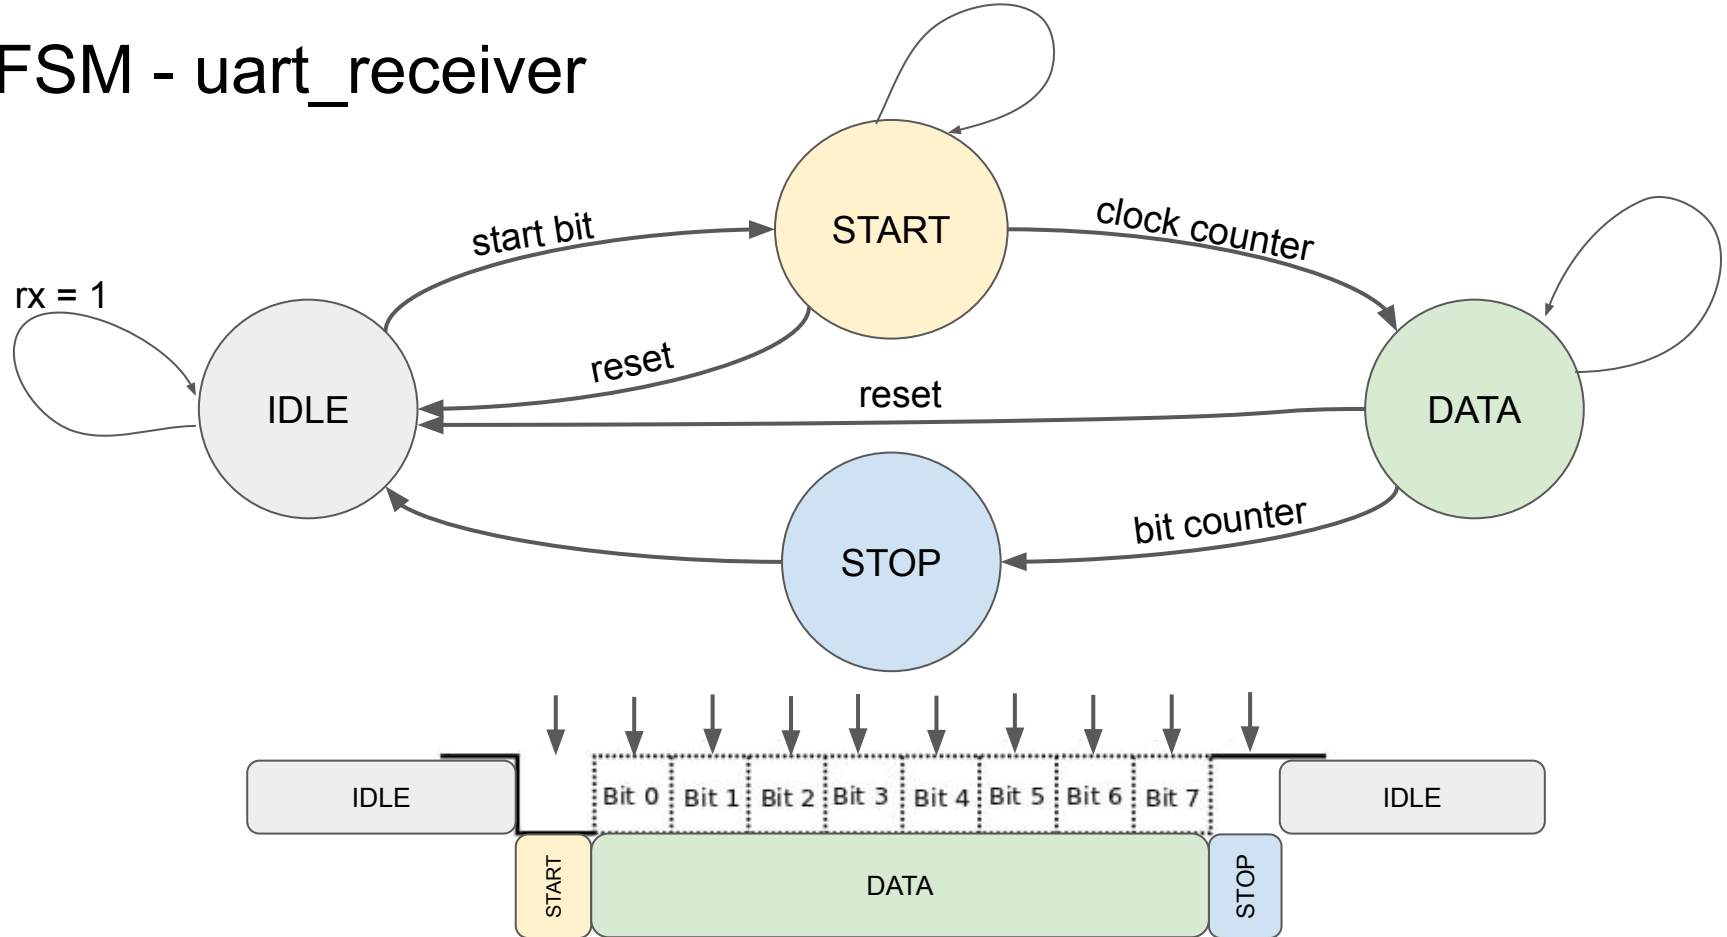 FSM - uart_receiver
START
start bit
clock counter
rx = 1
reset
reset
IDLE
DATA
bit counter
STOP
IDLE
Bit 0
Bit 1
Bit 2
Bit 3
Bit 4
Bit 5
Bit 6
Bit 7
IDLE
START
DATA
STOP